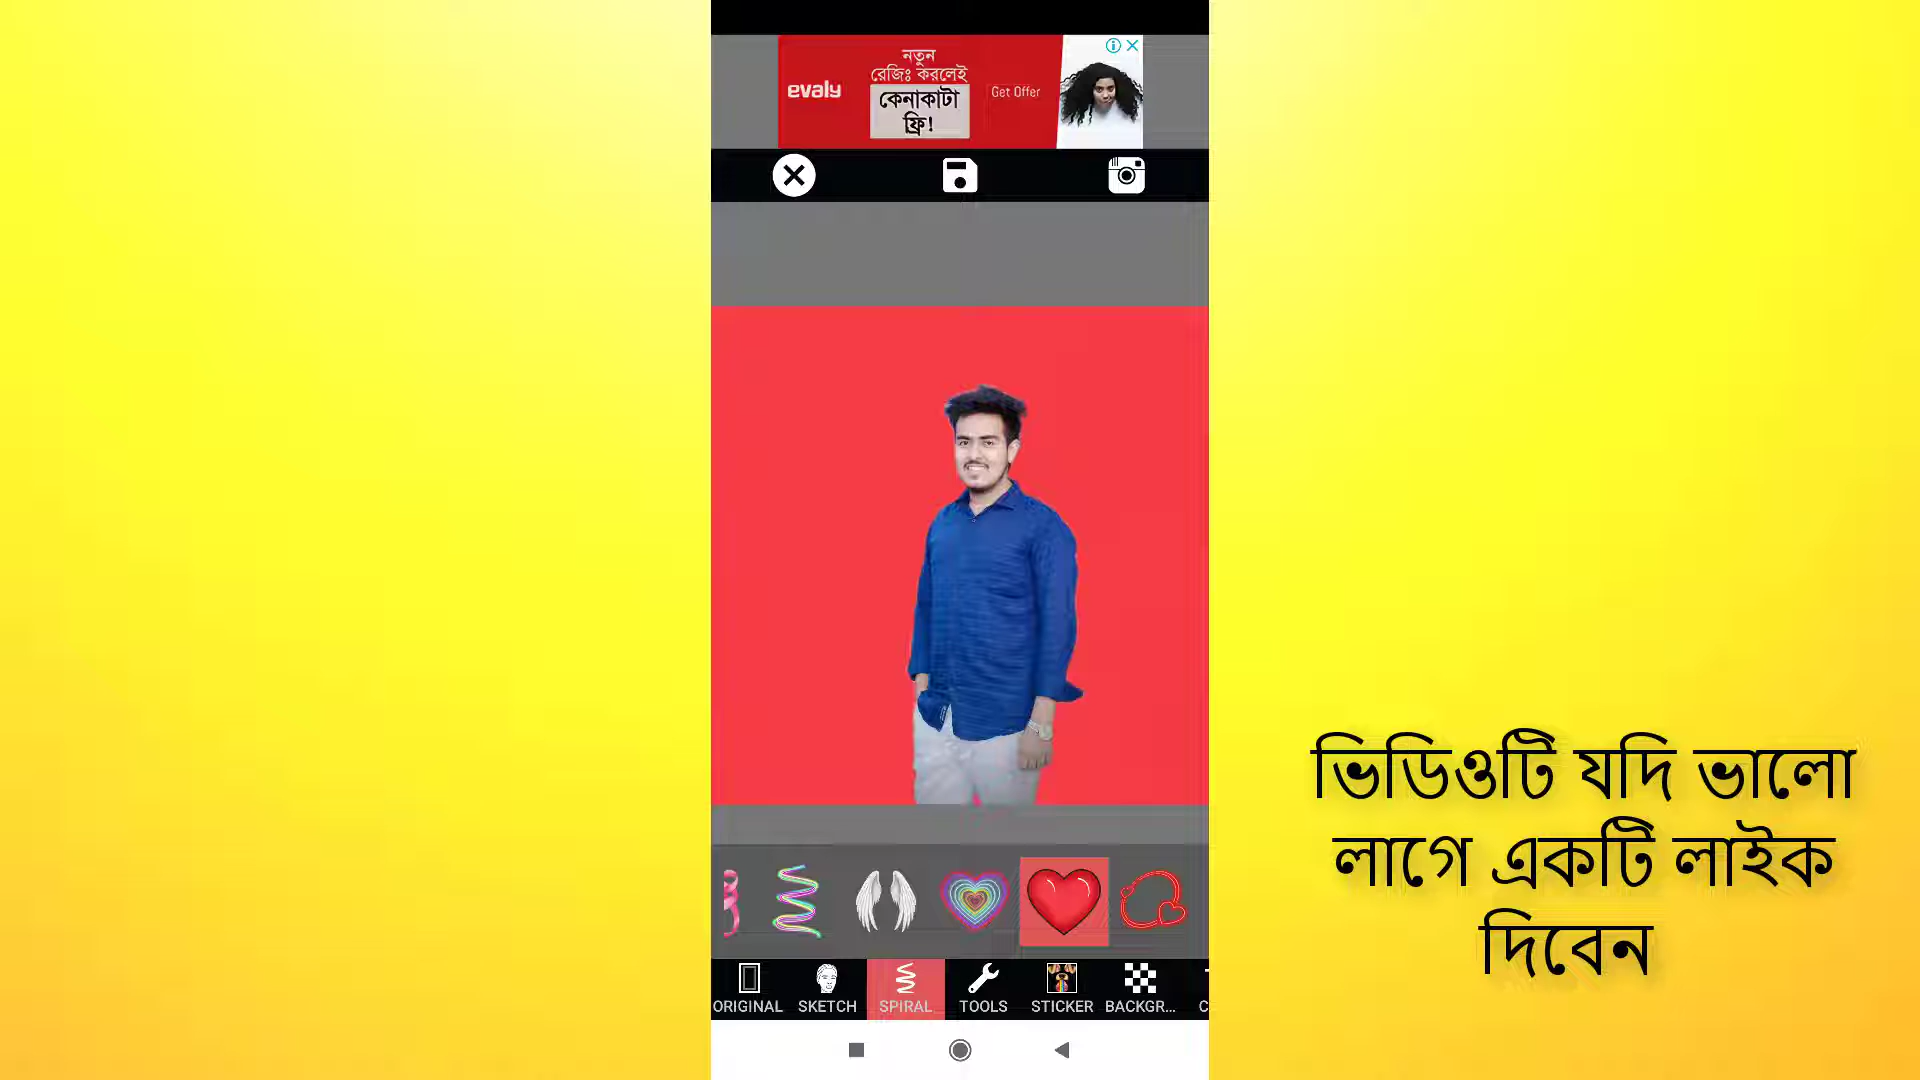 নতুন
রেজিঃ করলেই
evaly
কেনাকাটা
ফ্রি!
Get Offer
ভিডিওটি যদি ভালো
লাগে একটি লাইক
দিবেন
ORIGINAL SKETCH SPIRAL TOOLS STICKER BACKGR... C